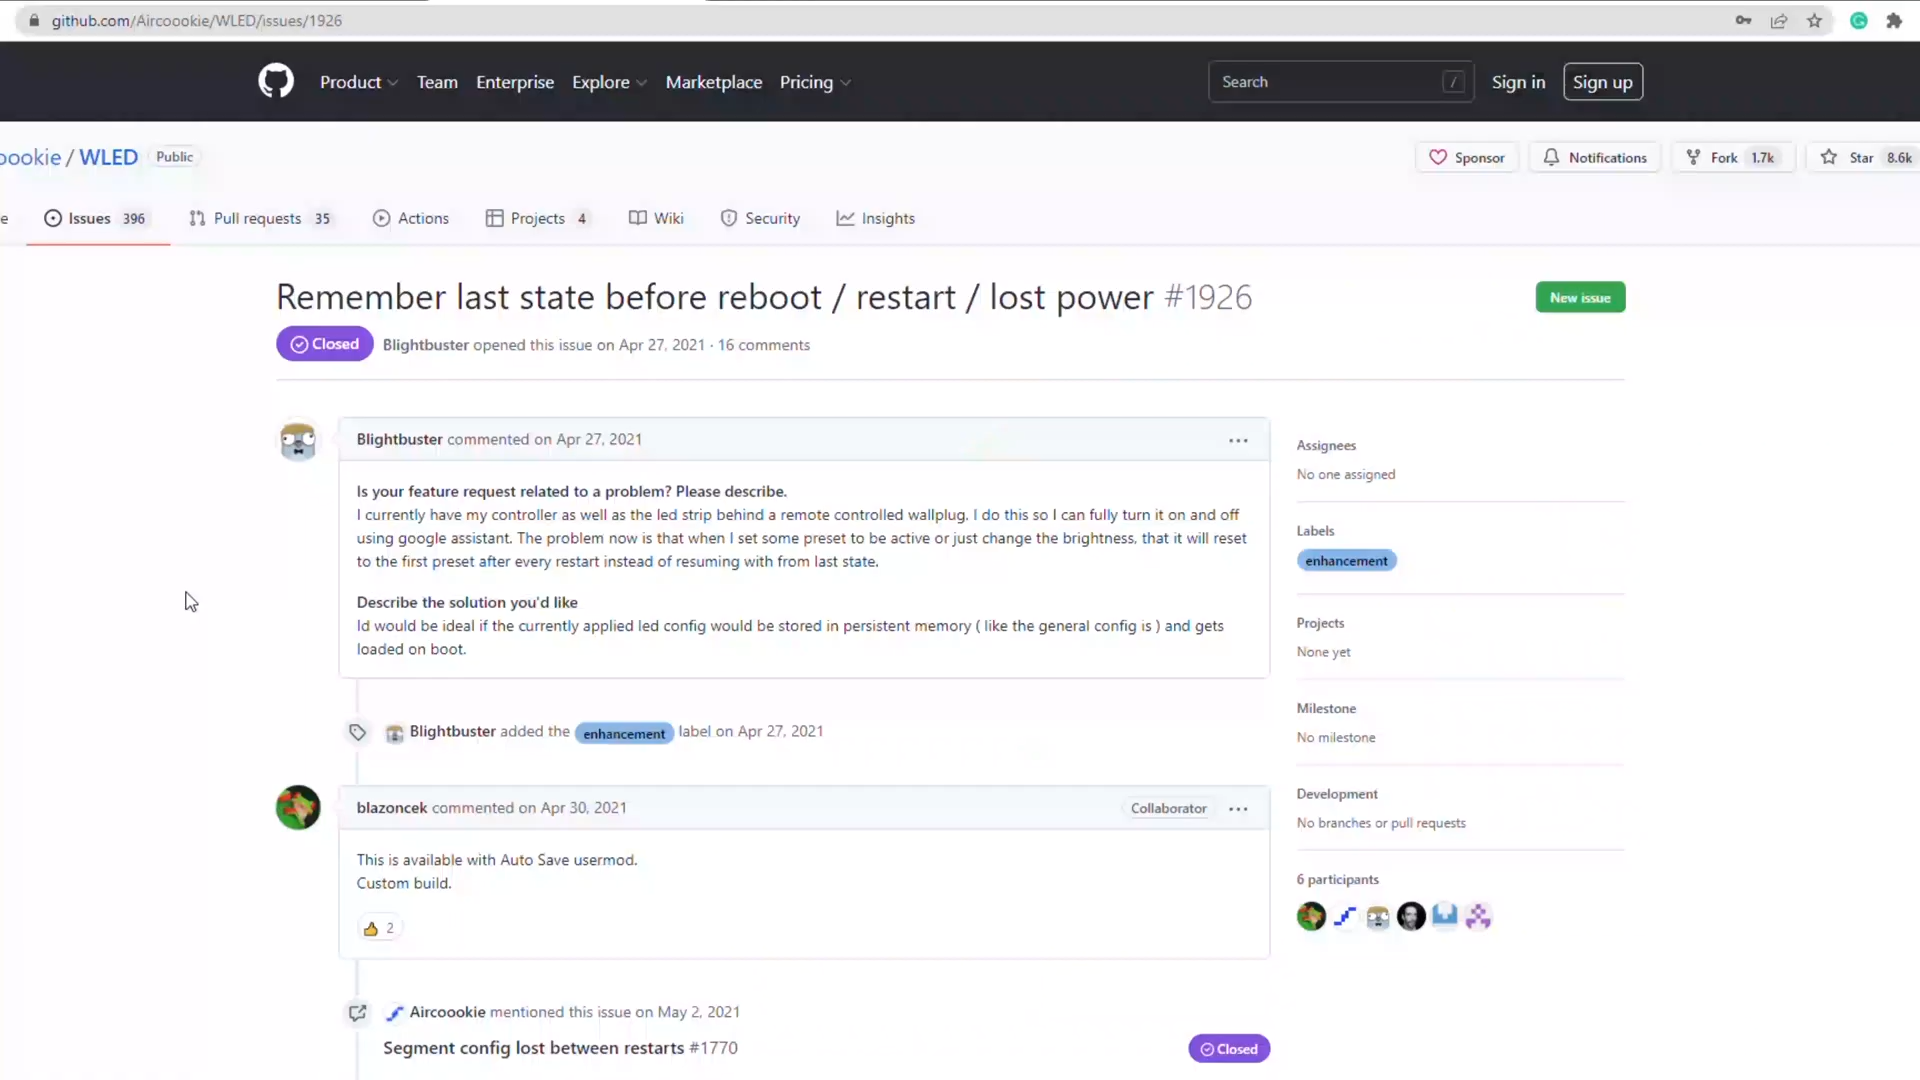 github.com/Aircoookie/WLED/issues/1926
Product Team Enterprise Explore Marketplace Pricing Search / Sign in Sign up
ookie / WLED Public Sponsor Notifications Fork 1.7k Star 8.6k
e Issues 396 Pull requests 35 Actions Projects 4 Wiki Security Insights
Remember last state before reboot / restart / lost power #1926
New issue
Closed Blightbuster opened this issue on Apr 27, 2021 · 16 comments
Blightbuster commented on Apr 27, 2021
Is your feature request related to a problem? Please describe.
I currently have my controller as well as the led strip behind a remote controlled wallplug. I do this so I can fully turn it on and off
using google assistant. The problem now is that when I set some preset to be active or just change the brightness, that it will reset
to the first preset after every restart instead of resuming with from last state.
Describe the solution you'd like
Id would be ideal if the currently applied led config would be stored in persistent memory ( like the general config is ) and gets
loaded on boot.
Blightbuster added the enhancement label on Apr 27, 2021
blazoncek commented on Apr 30, 2021 Collaborator
This is available with Auto Save usermod.
Custom build.
👍 2
Aircoookie mentioned this issue on May 2, 2021
Segment config lost between restarts #1770
Closed
Assignees
No one assigned
Labels
enhancement
Projects
None yet
Milestone
No milestone
Development
No branches or pull requests
6 participants